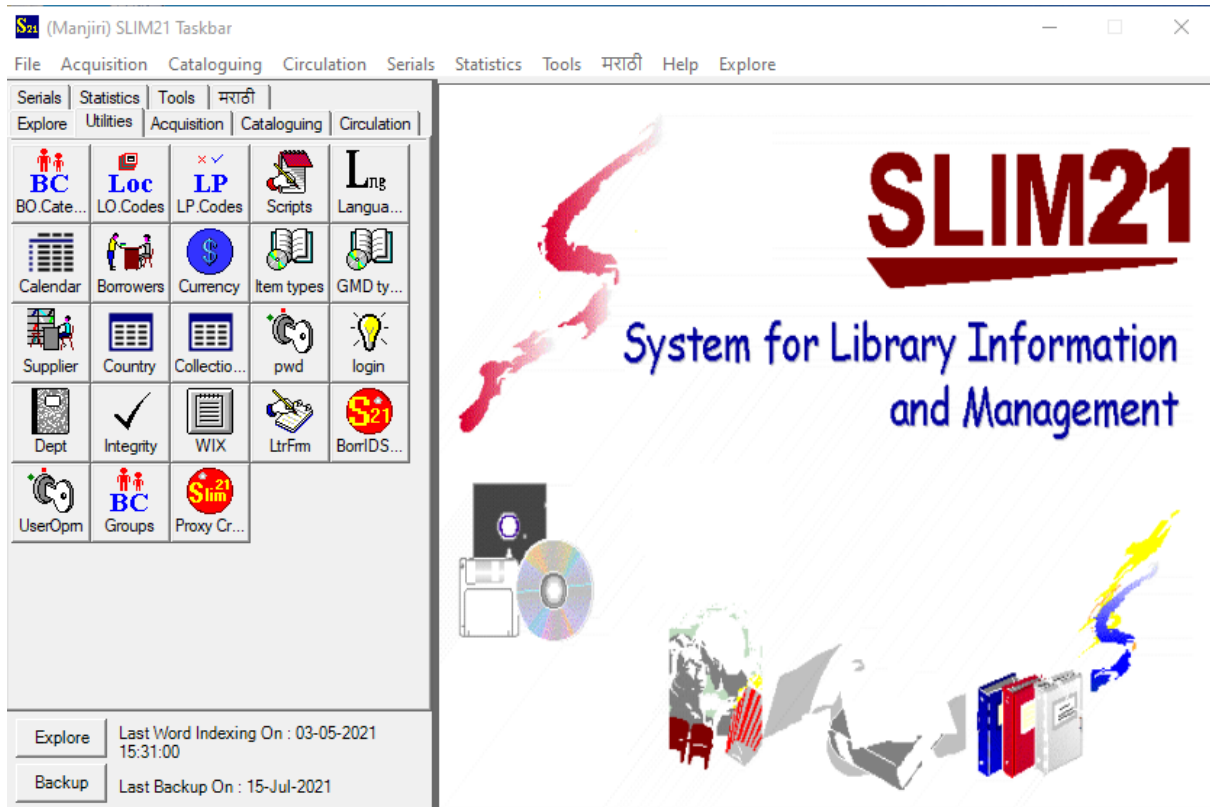 S21 (Manjiri) SLIM21 Taskbar
File Acquisition Cataloguing Circulation Serials Statistics Tools मराठी Help Explore
Serials Statistics Tools मराठी
Explore Utilities Acquisition Cataloguing Circulation
BC Loc LP Lng
BO.Cate... LO.Codes LP.Codes Scripts Langua...
$
Calendar Borrowers Currency Item types GMD ty...
Supplier Country Collectio... pwd login
S21
Dept Integrity WIX LtrFrm BorrIDS...
BC Slim21
UserOprn Groups Proxy Cr...
SLIM21
System for Library Information
and Management
Explore Last Word Indexing On : 03-05-2021
15:31:00
Backup Last Backup On : 15-Jul-2021